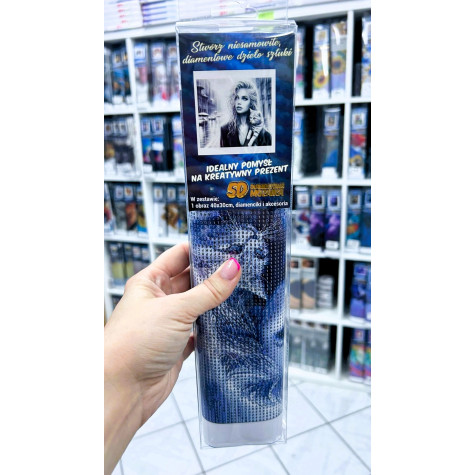 Stwórz niesamowite,
diamentowe dzieło sztuki
IDEALNY POMYSŁ
NA KREATYWNY PREZENT
5D
W zestawie:
1 obraz 40x30cm, diamenciki i akcesoria